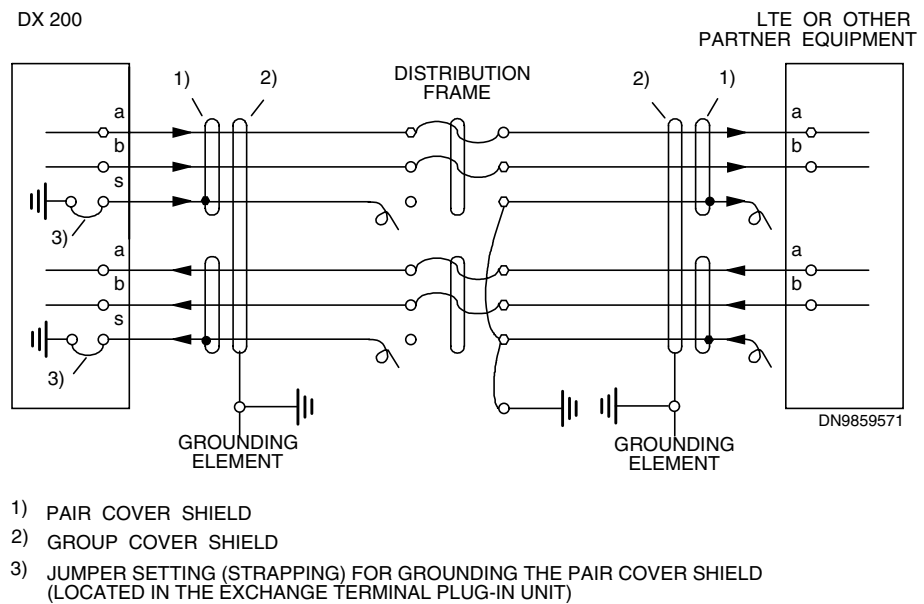 DX 200
LTE OR OTHER
PARTNER EQUIPMENT
1)
2)
DISTRIBUTION
FRAME
2)
1)
a
b
s
3)
a
b
s
3)
a
b
a
b
GROUNDING
ELEMENT
GROUNDING
ELEMENT
DN9859571
1) PAIR COVER SHIELD
2) GROUP COVER SHIELD
3) JUMPER SETTING (STRAPPING) FOR GROUNDING THE PAIR COVER SHIELD
(LOCATED IN THE EXCHANGE TERMINAL PLUG-IN UNIT)